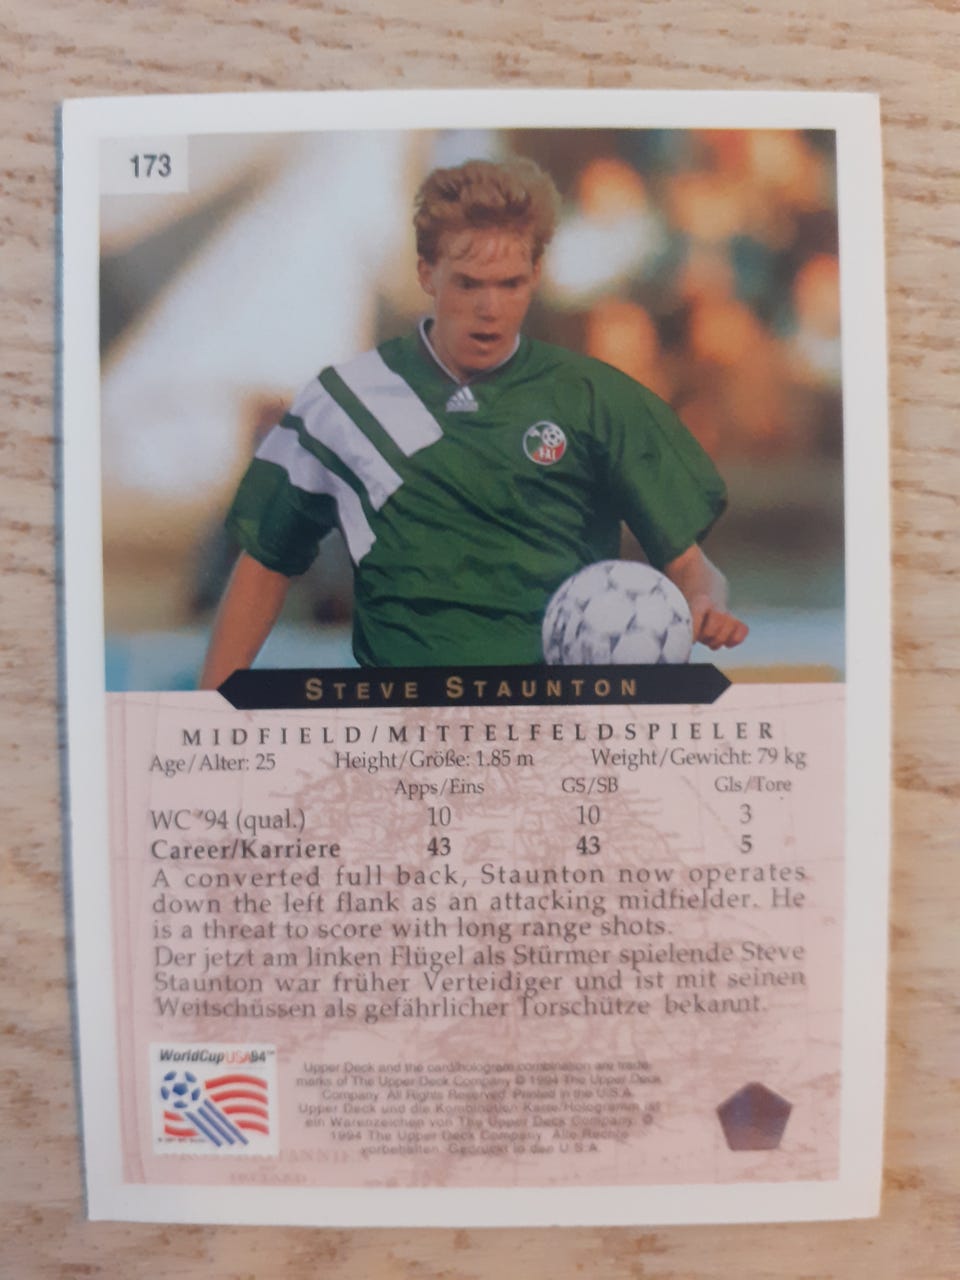 173
FAI
STEVE STAUNTON
MIDFIELD/MITTELFELDSPIELER
Age/Alter: 25 Height/Größe: 1.85 m Weight/Gewicht: 79 kg
Apps/Eins GS/SB Gls/Tore
WC '94 (qual.) 10 10 3
Career/Karriere 43 43 5
A converted full back, Staunton now operates
down the left flank as an attacking midfielder. He
is a threat to score with long range shots.
Der jetzt am linken Flügel als Stürmer spielende Steve
Staunton war früher Verteidiger und ist mit seinen
Weitschüssen als gefährlicher Torschütze bekannt.
WorldCupUSA94™
Upper Deck and the card/hologram combination are trade-
marks of The Upper Deck Company © 1994 The Upper Deck
Company. All Rights Reserved. Printed in the U.S.A.
Upper Deck und die Kombination Karte/Hologramm ist
ein Warenzeichen von The Upper Deck Company. ©
1994 The Upper Deck Company. Alle Rechte
vorbehalten. Gedruckt in den U.S.A.